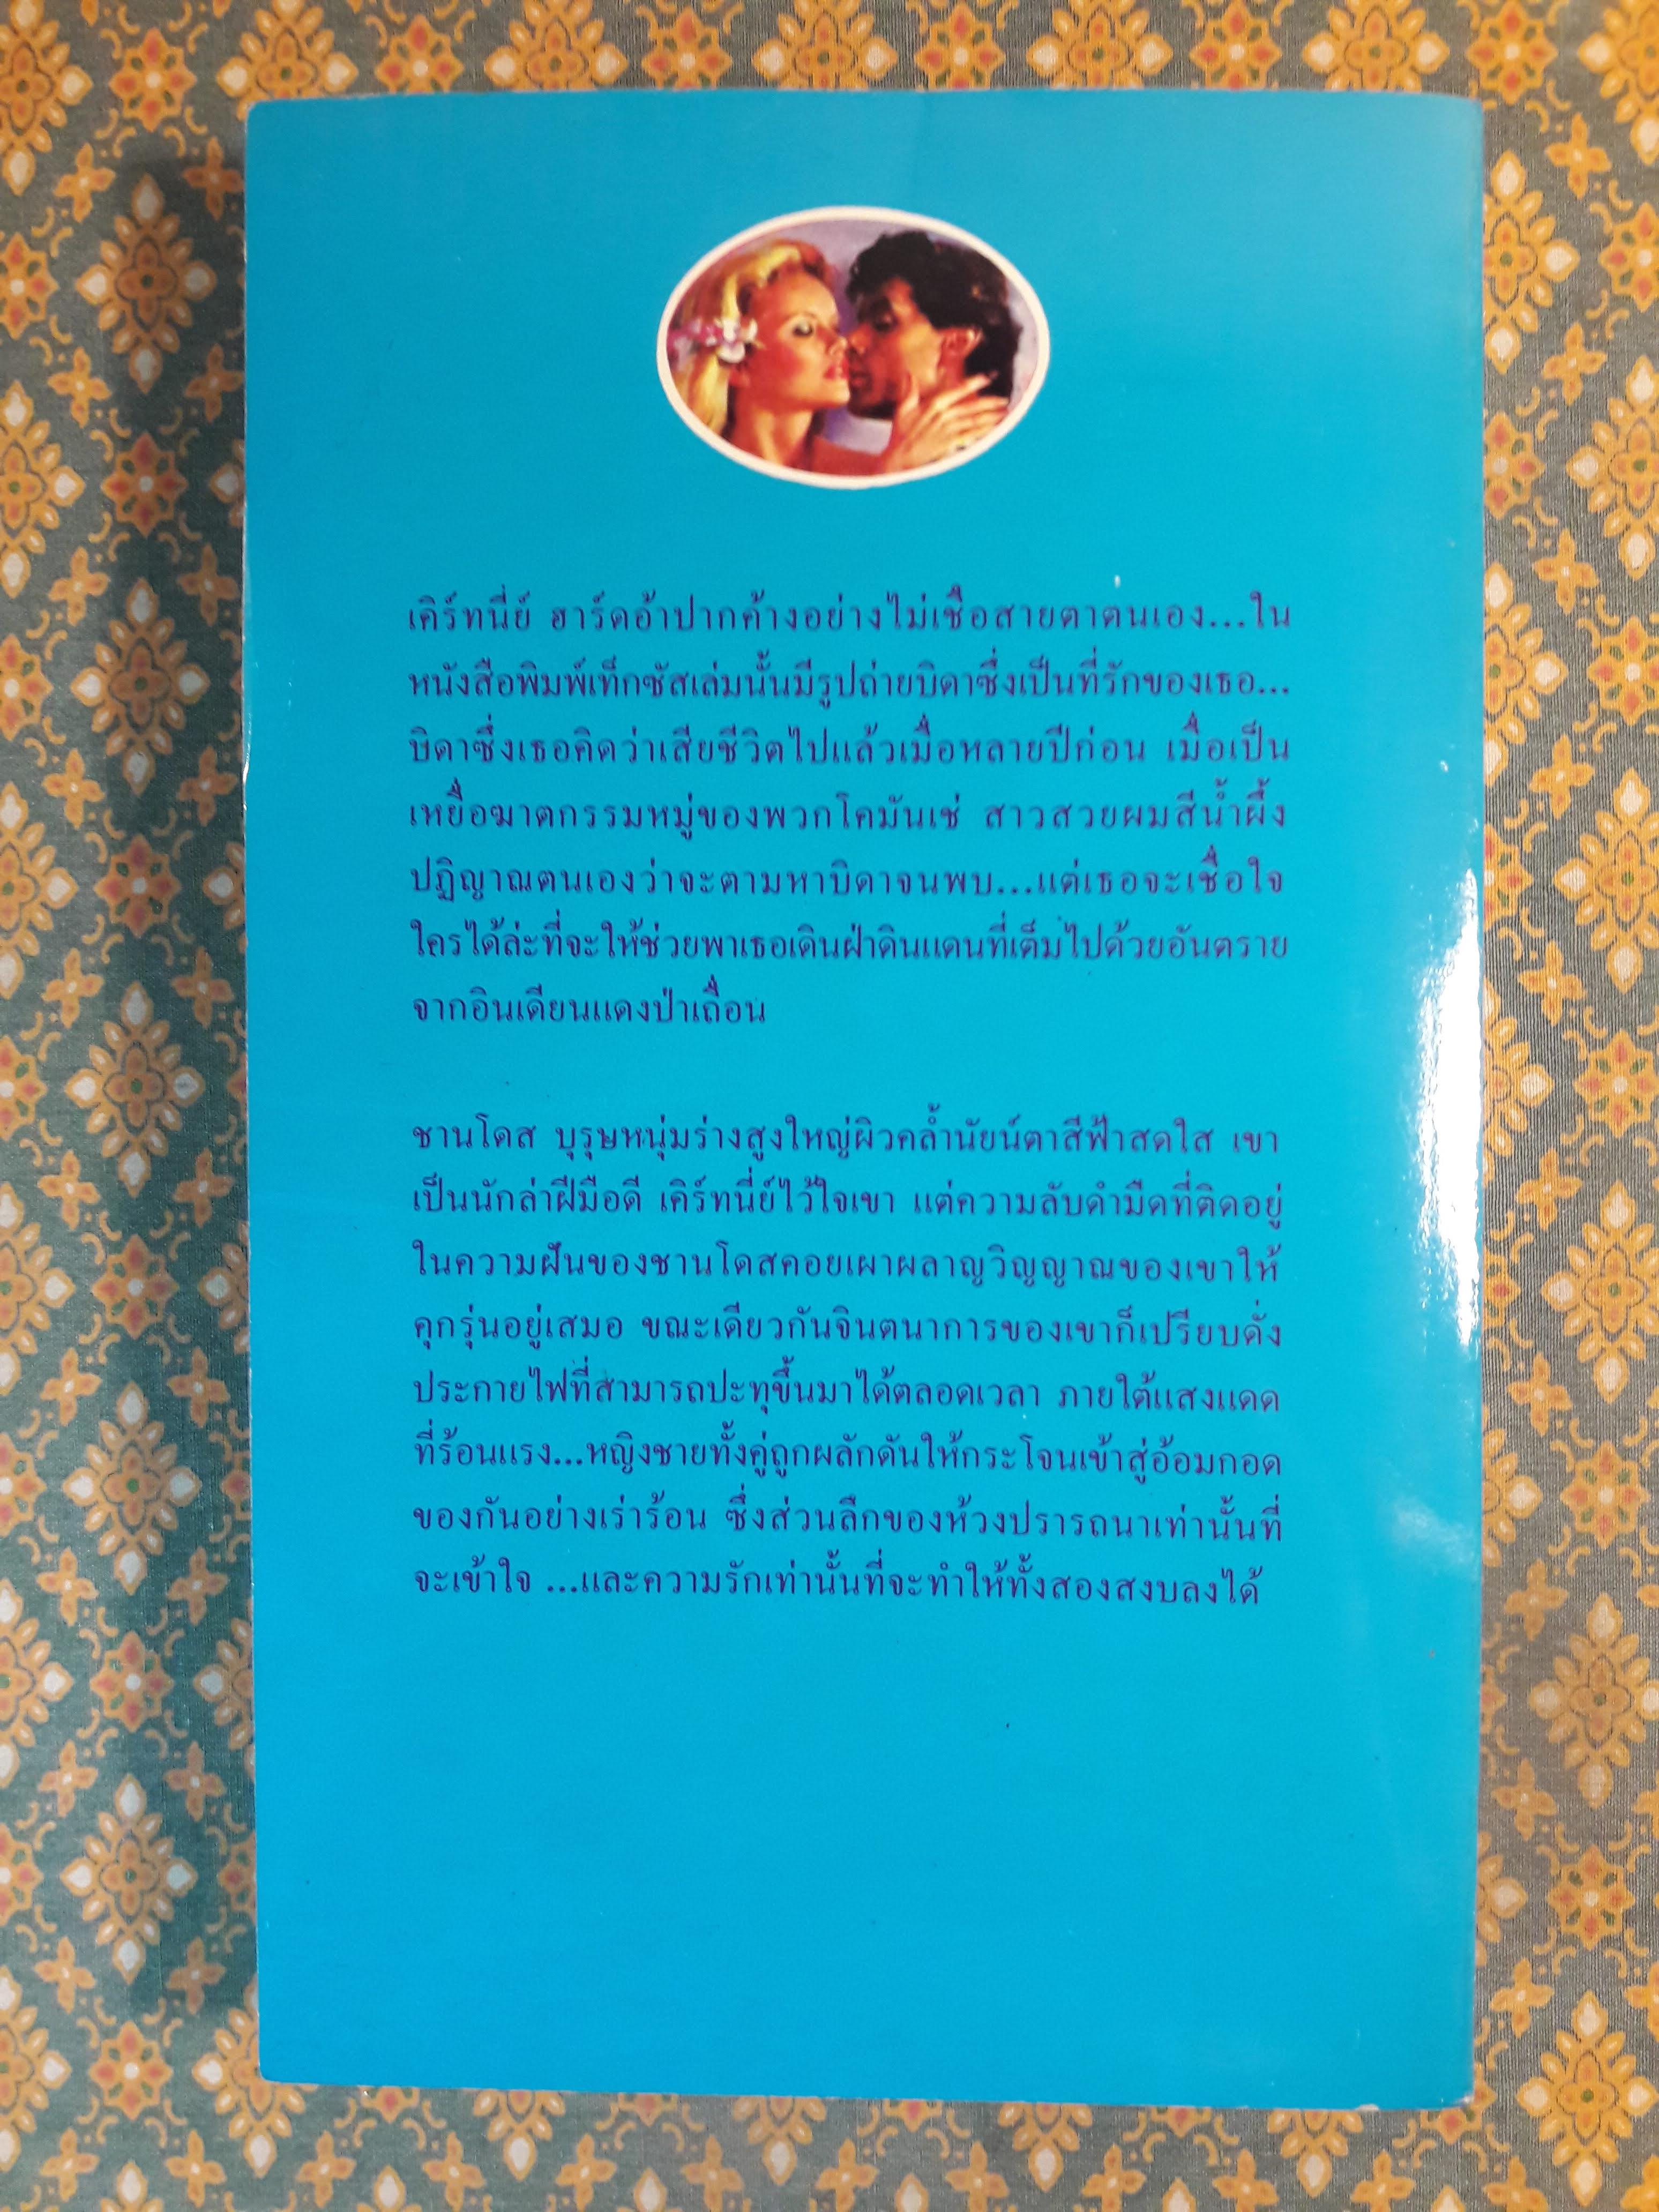 เคิร์ทนี่ย์ ฮาร์ดอ้าปากค้างอย่างไม่เชื่อสายตาตนเอง...ใน
หนังสือพิมพ์เท็กซัสเล่มนั้นมีรูปถ่ายบิดาซึ่งเป็นที่รักของเธอ...
บิดาซึ่งเธอคิดว่าเสียชีวิตไปแล้วเมื่อหลายปีก่อน เมื่อเป็น
เหยื่อฆาตกรรมหมู่ของพวกโคมันเช่ สาวสวยผมสีน้ำผึ้ง
ปฏิญาณตนเองว่าจะตามหาบิดาจนพบ...แต่เธอจะเชื่อใจ
ใครได้ล่ะที่จะให้ช่วยพาเธอเดินฝ่าดินแดนที่เต็มไปด้วยอันตราย
จากอินเดียนแดงป่าเถื่อน
ชานโดส บุรุษหนุ่มร่างสูงใหญ่ผิวคล้ำนัยน์ตาสีฟ้าสดใส เขา
เป็นนักล่าฝีมือดี เคิร์ทนี่ย์ไว้ใจเขา แต่ความลับดำมืดที่ติดอยู่
ในความฝันของชานโดสคอยเผาผลาญวิญญาณของเขาให้
คุกรุ่นอยู่เสมอ ขณะเดียวกันจินตนาการของเขาก็เปรียบดั่ง
ประกายไฟที่สามารถปะทุขึ้นมาได้ตลอดเวลา ภายใต้แสงแดด
ที่ร้อนแรง...หญิงชายทั้งคู่ถูกผลักดันให้กระโจนเข้าสู่อ้อมกอด
ของกันอย่างเร่าร้อน ซึ่งส่วนลึกของห้วงปรารถนาเท่านั้นที่
จะเข้าใจ ...และความรักเท่านั้นที่จะทำให้ทั้งสองสงบลงได้